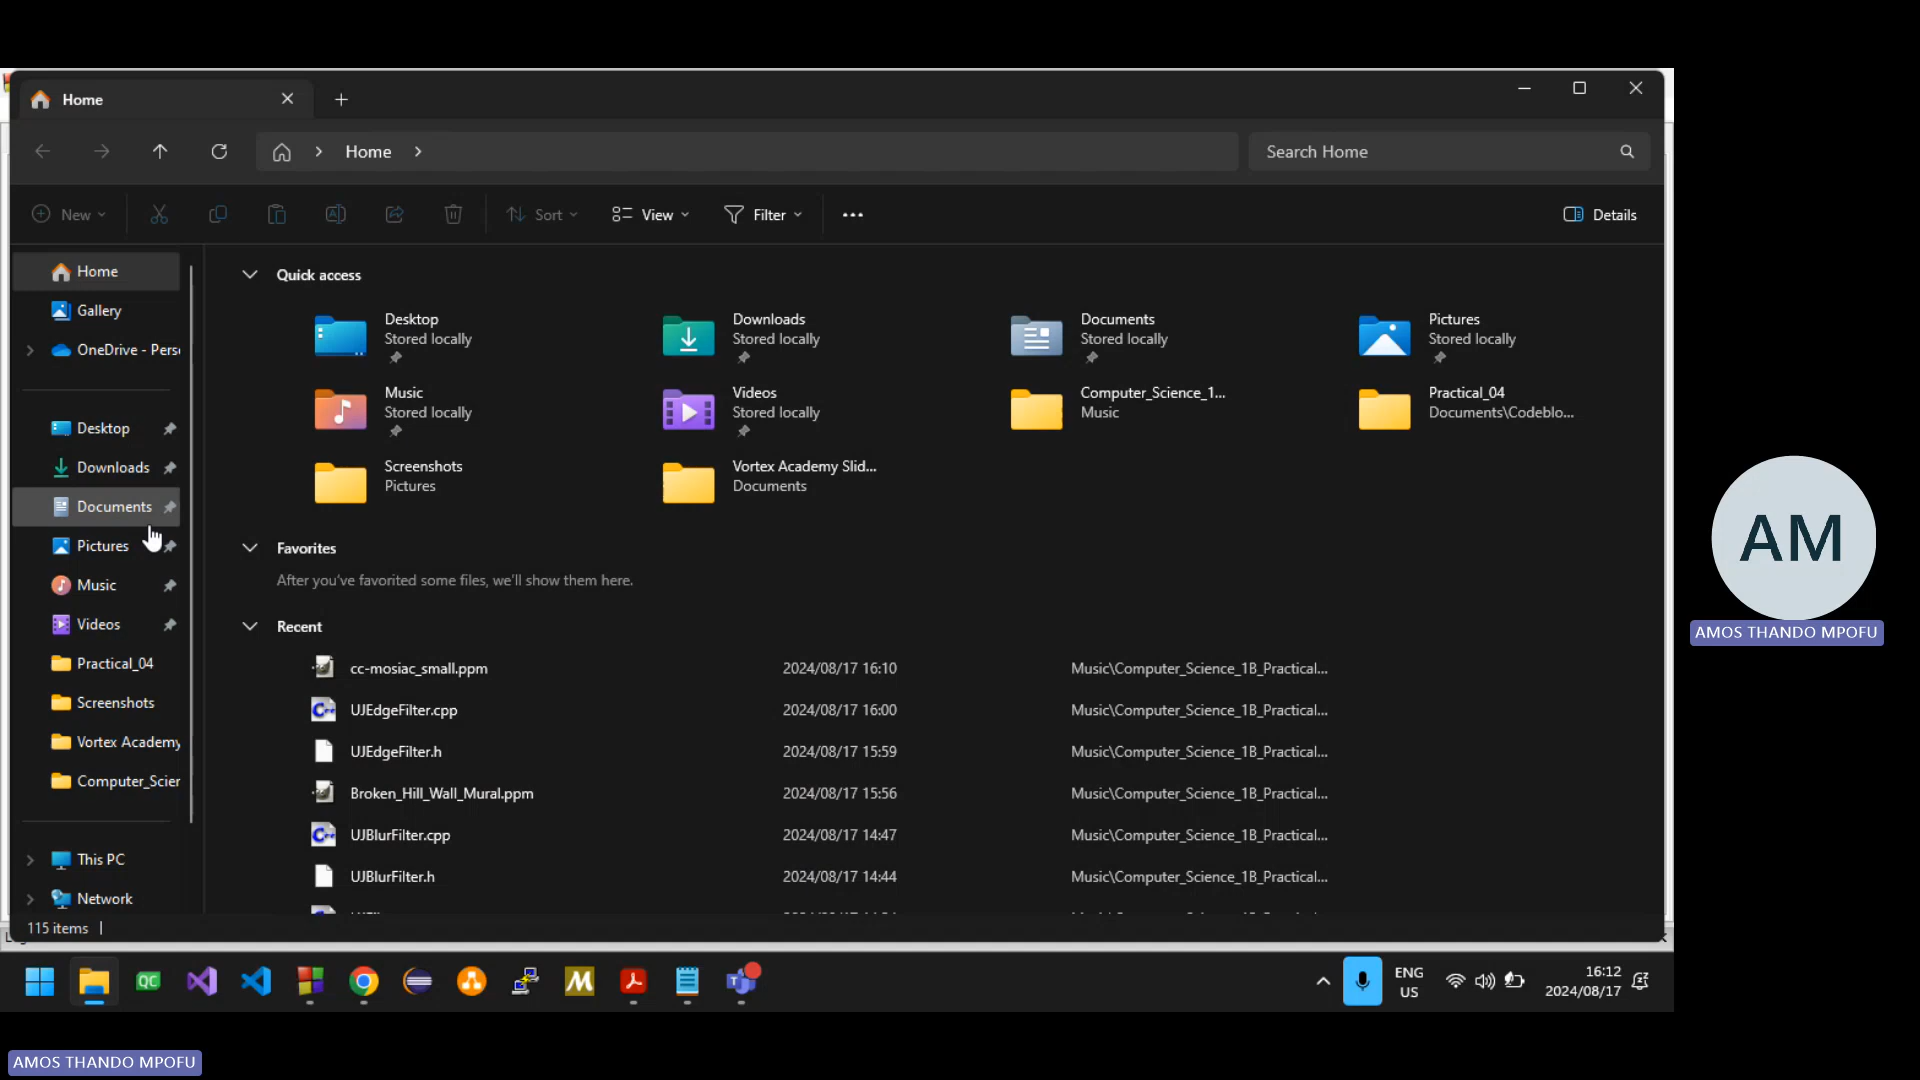 Home
Home
Search Home
New
Sort
View
Filter
Details
Home
Gallery
OneDrive - Pers
Desktop
Downloads
Documents
Pictures
Music
Videos
Practical_04
Screenshots
Vortex Academy
Computer_Scier
This PC
Network
Quick access
Desktop
Stored locally
Downloads
Stored locally
Documents
Stored locally
Pictures
Stored locally
Music
Stored locally
Videos
Stored locally
Computer_Science_1...
Music
Practical_04
Documents\Codeblo...
Screenshots
Pictures
Vortex Academy Slid...
Documents
Favorites
After you've favorited some files, we'll show them here.
Recent
cc-mosiac_small.ppm 2024/08/17 16:10 Music\Computer_Science_1B_Practical...
UJEdgeFilter.cpp 2024/08/17 16:00 Music\Computer_Science_1B_Practical...
UJEdgeFilter.h 2024/08/17 15:59 Music\Computer_Science_1B_Practical...
Broken_Hill_Wall_Mural.ppm 2024/08/17 15:56 Music\Computer_Science_1B_Practical...
UJBlurFilter.cpp 2024/08/17 14:47 Music\Computer_Science_1B_Practical...
UJBlurFilter.h 2024/08/17 14:44 Music\Computer_Science_1B_Practical...
115 items
QC
M
ENG
US
16:12
2024/08/17
AM
AMOS THANDO MPOFU
AMOS THANDO MPOFU